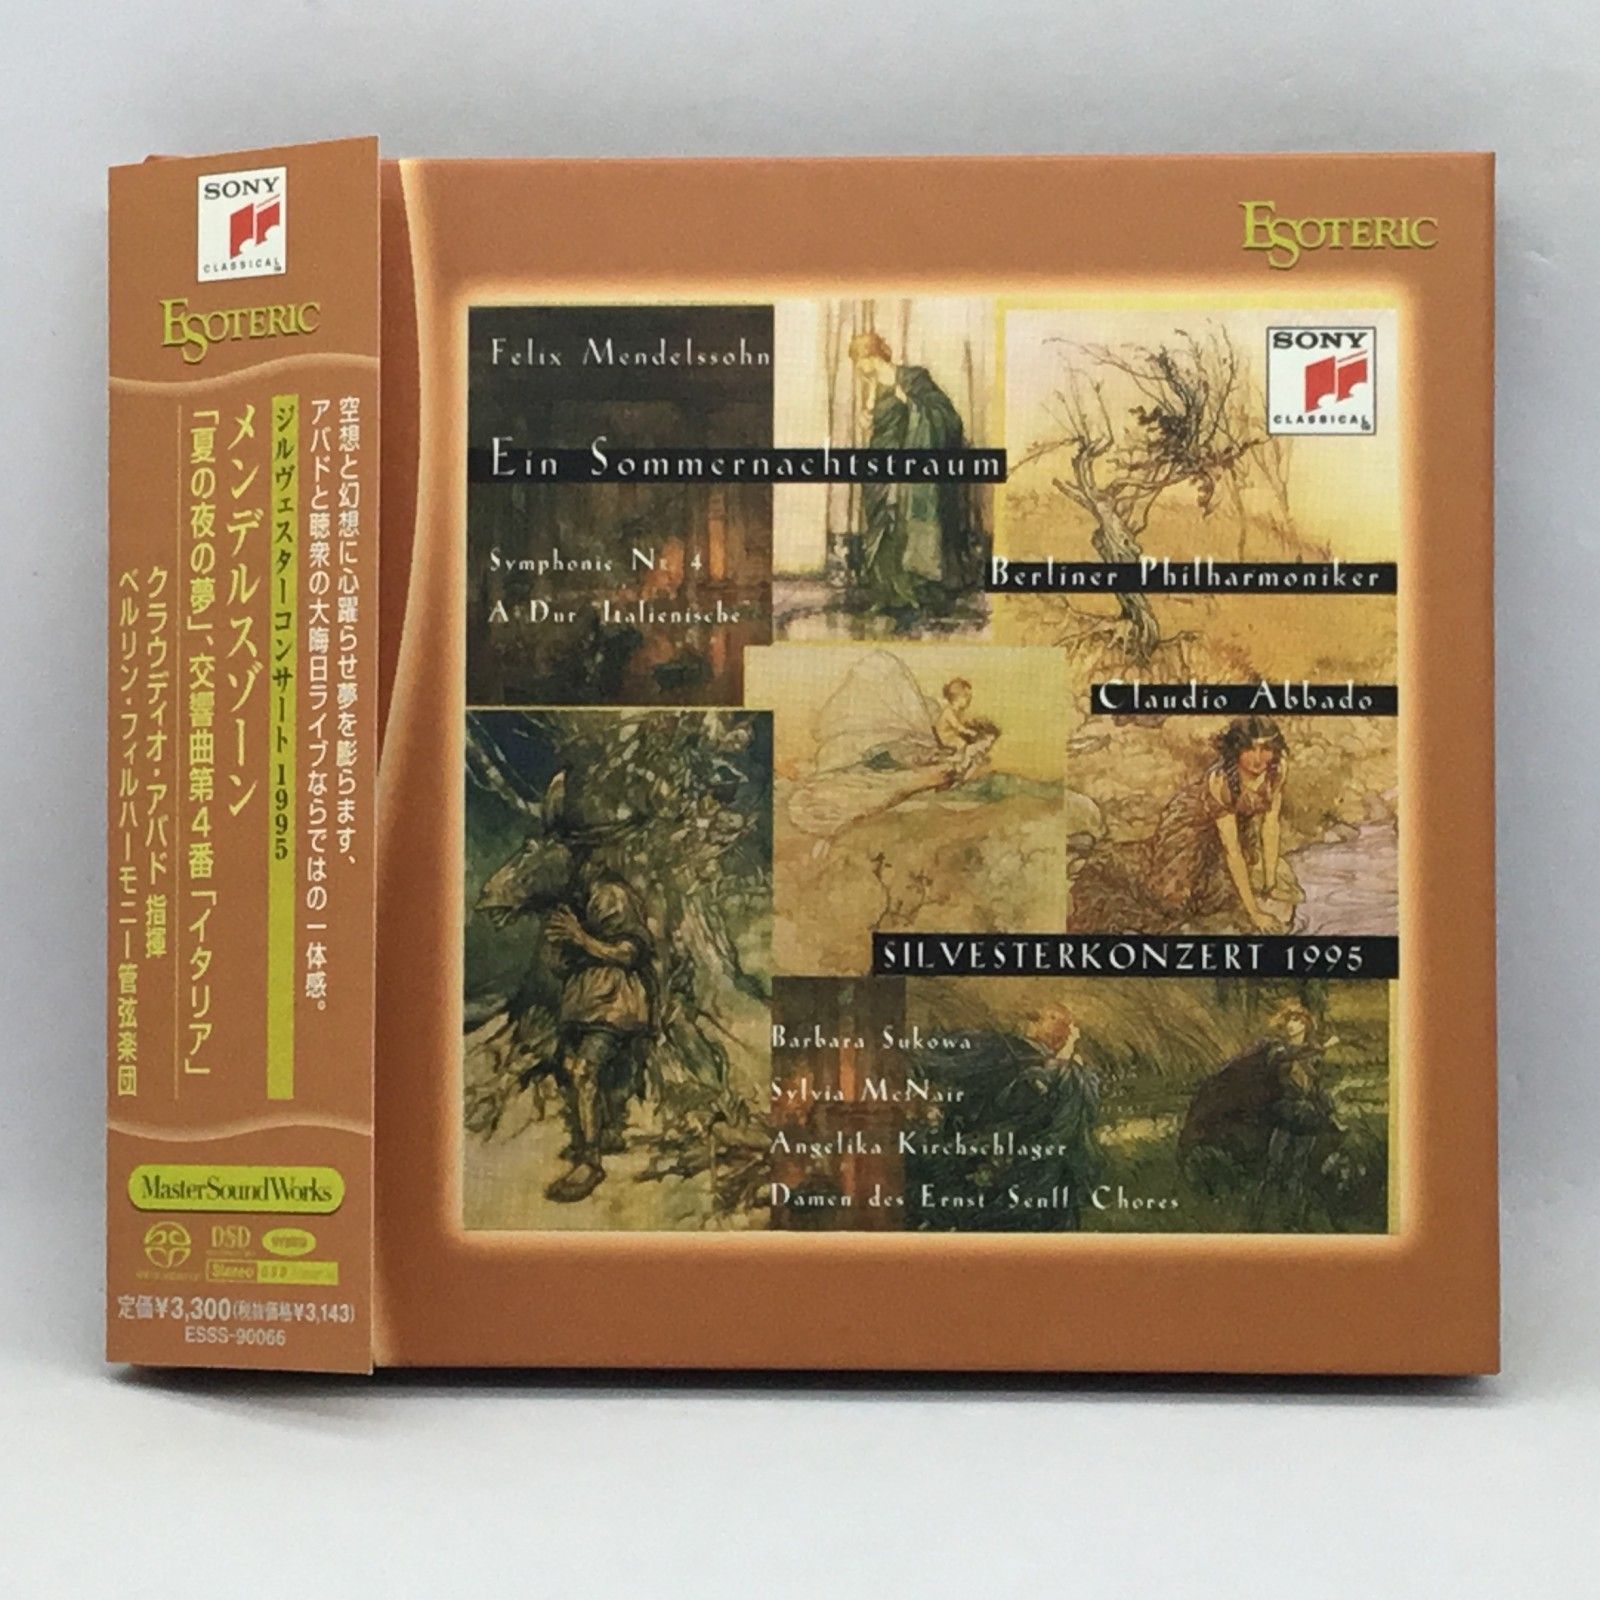 SONY
CLASSICAL
ESOTERIC
空想と幻想に心躍らせ夢を膨らます、
アバドと聴衆の大晦日ライブならではの一体感。
ジルヴェスターコンサート1995
メンデルスゾーン
「夏の夜の夢」、交響曲第4番「イタリア」
クラウディオ・アバド 指揮
ベルリン・フィルハーモニー管弦楽団
MasterSoundWorks
DSD
Stereo
定価¥3,300(税抜価格¥3,143)
ESSS-90066
ESOTERIC
SONY
CLASSICAL
Felix Mendelssohn
Ein Sommernachtstraum
Symphonie Nr. 4
A-Dur "Italienische"
Berliner Philharmoniker
Claudio Abbado
SILVESTERKONZERT 1995
Barbara Sukowa
Sylvia McNair
Angelika Kirchschlager
Damen des Ernst Senff Chores